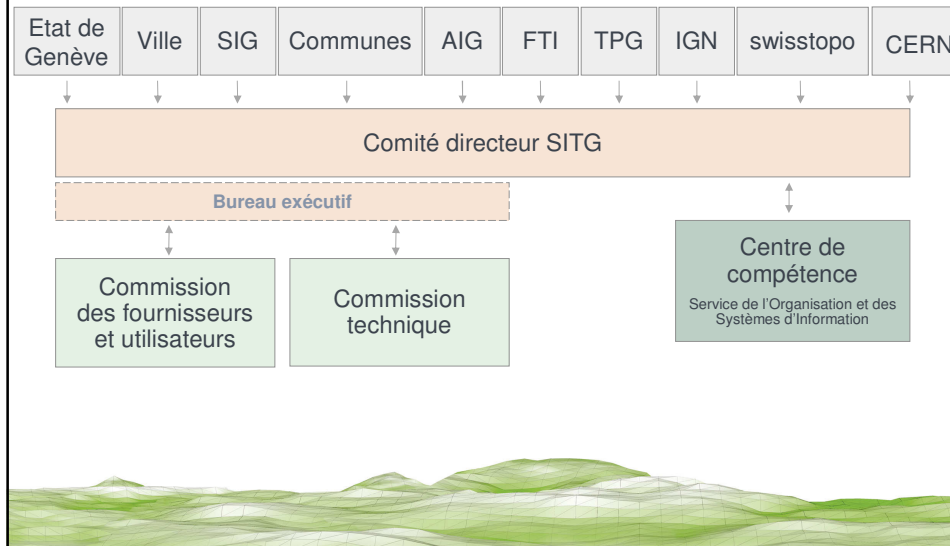 Etat de
Genève
Ville
SIG
Communes
AIG
FTI
TPG
IGN
swisstopo
CERN
Comité directeur SITG
Bureau exécutif
Commission
des fournisseurs
et utilisateurs
Commission
technique
Centre de
compétence
Service de l'Organisation et des
Systèmes d'Information